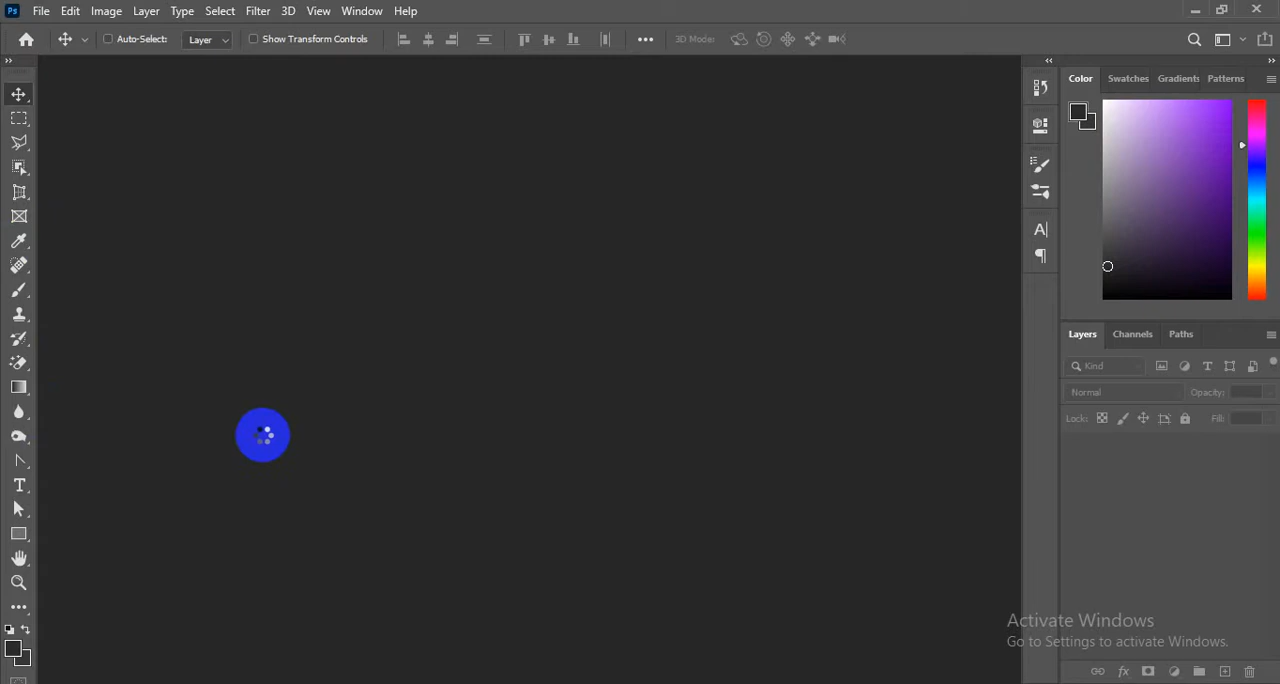 Ps File Edit Image Layer Type Select Filter 3D View Window Help
Auto-Select: Layer Show Transform Controls 3D Mode:
Color Swatches Gradients Patterns
A
Layers Channels Paths
Kind T
Normal Opacity:
Lock: Fill:
T
Activate Windows
Go to Settings to activate Windows.
fx